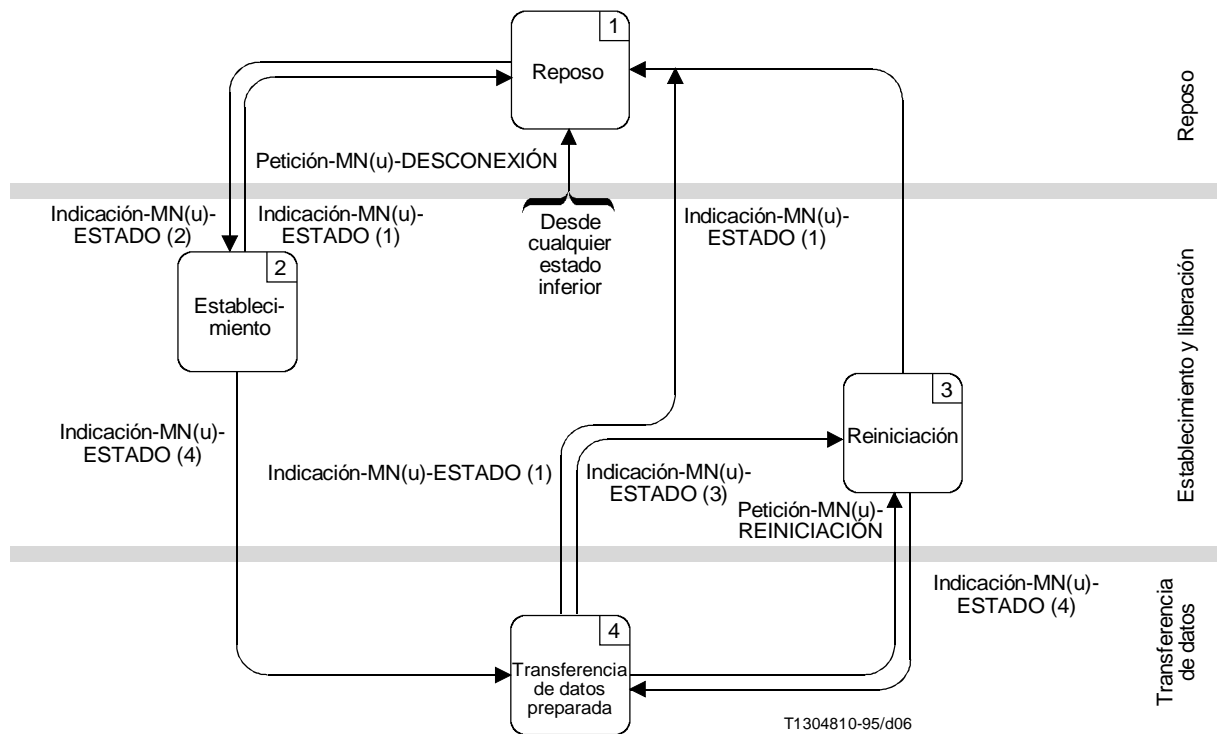 1
Reposo
Reposo
Petición-MN(u)-DESCONEXIÓN
Indicación-MN(u)-
ESTADO (2)
Indicación-MN(u)-
ESTADO (1)
Desde
cualquier
estado
inferior
Indicación-MN(u)-
ESTADO (1)
2
Estableci-
miento
Establecimiento y liberación
3
Reiniciación
Indicación-MN(u)-
ESTADO (4)
Indicación-MN(u)-ESTADO (1)
Indicación-MN(u)-
ESTADO (3)
Petición-MN(u)-
REINICIACIÓN
Indicación-MN(u)-
ESTADO (4)
4
Transferencia
de datos
preparada
Transferencia
de datos
T1304810-95/d06